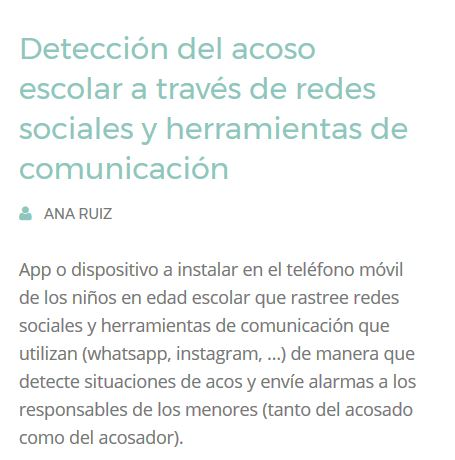 Detección del acoso
escolar a través de redes
sociales y herramientas de
comunicación
ANA RUIZ
App o dispositivo a instalar en el teléfono móvil
de los niños en edad escolar que rastree redes
sociales y herramientas de comunicación que
utilizan (whatsapp, instagram, ...) de manera que
detecte situaciones de acos y envíe alarmas a los
responsables de los menores (tanto del acosado
como del acosador).